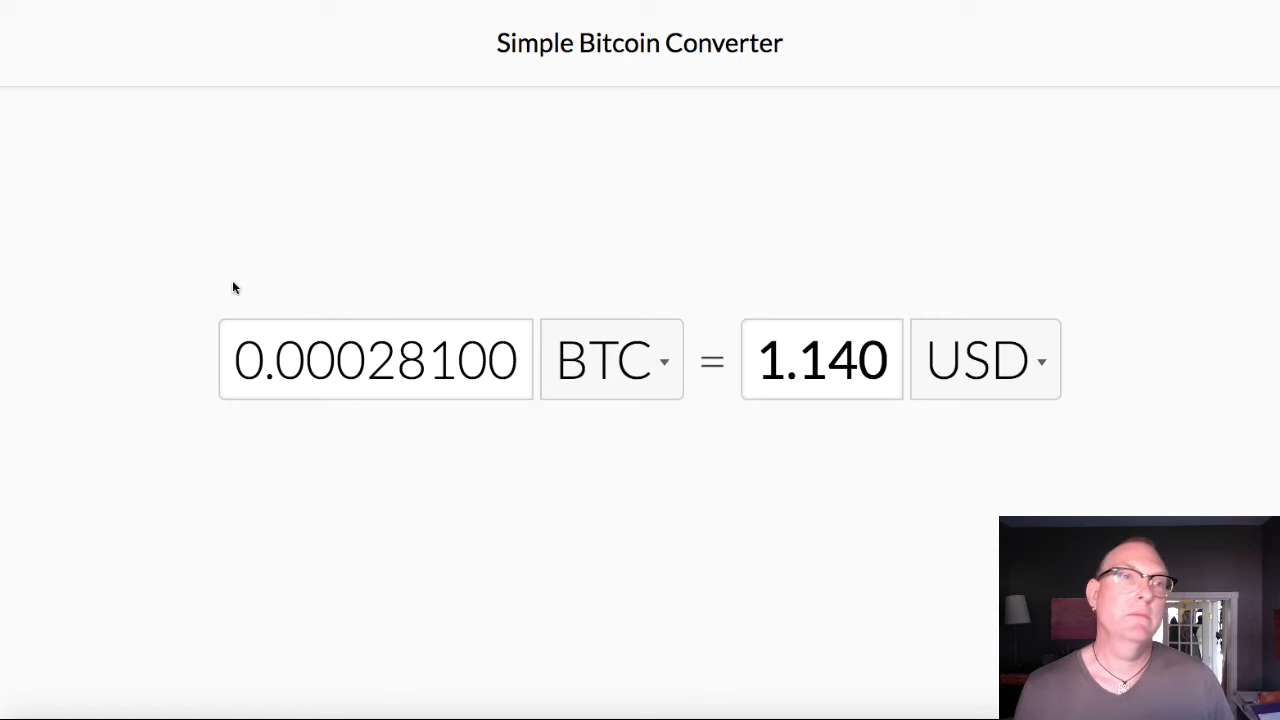 Simple Bitcoin Converter
0.00028100 BTC = 1.140 USD